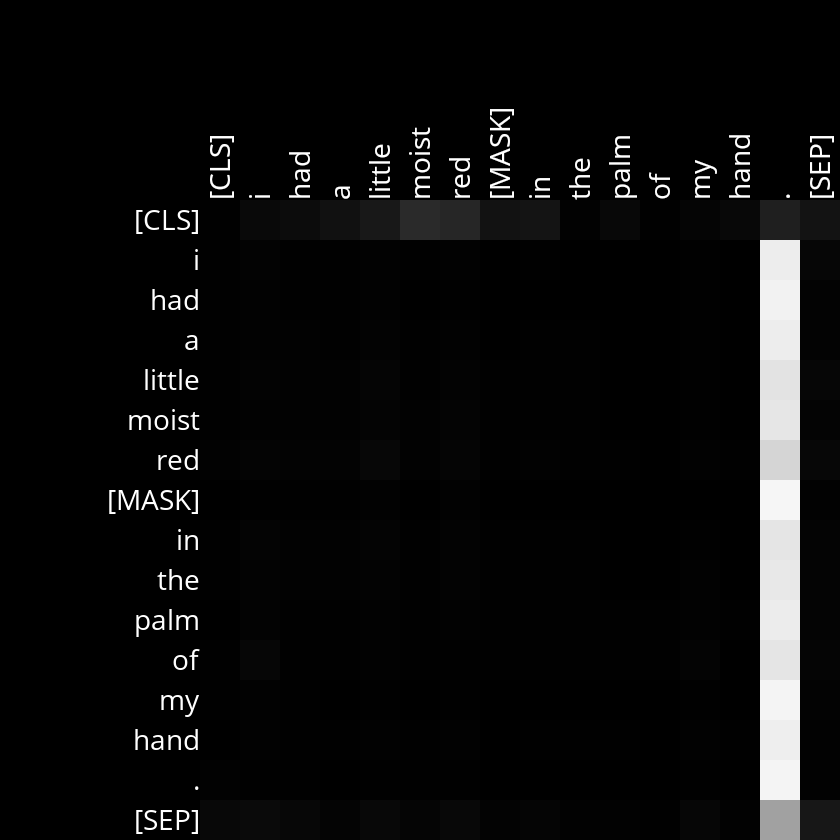 [CLS] i had a little moist red [MASK] in the palm of my hand . [SEP]
[CLS]
i
had
a
little
moist
red
[MASK]
in
the
palm
of
my
hand
.
[SEP]